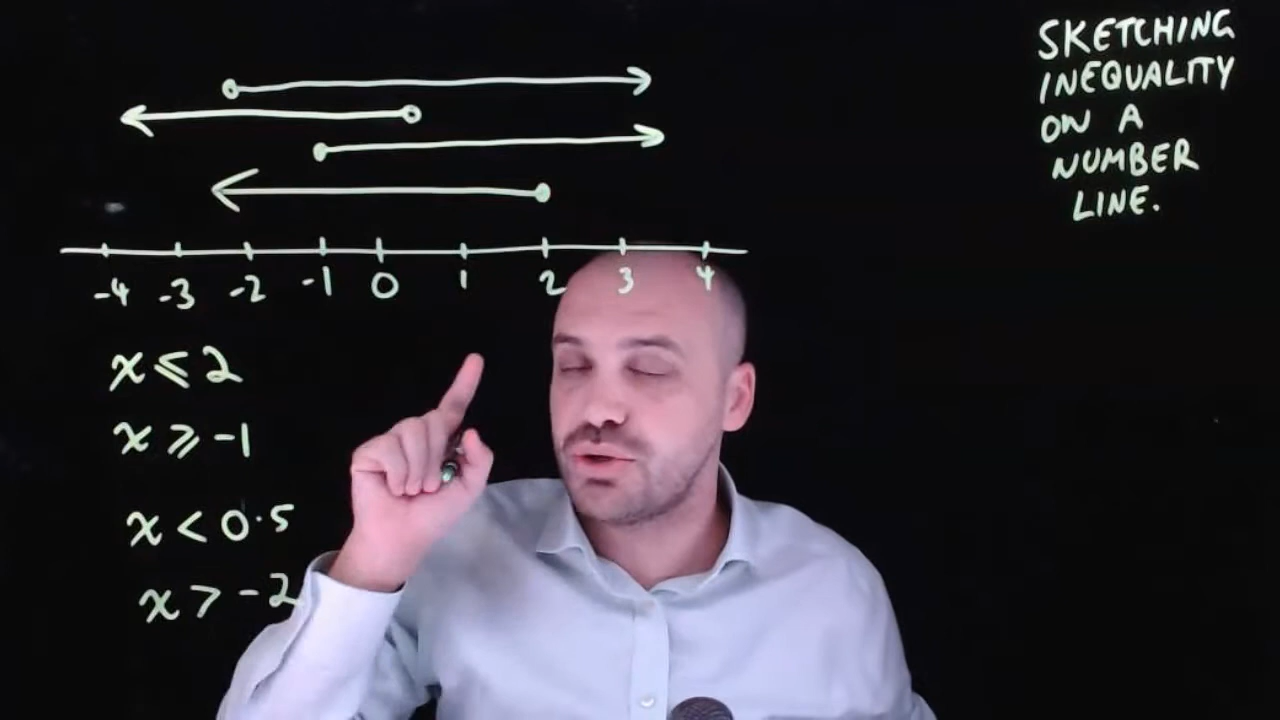 SKETCHING
INEQUALITY
ON A
NUMBER
LINE.
-4 -3 -2 -1 0 1 2 3 4
x ⩽ 2
x ⩾ -1
x < 0·5
x > -2